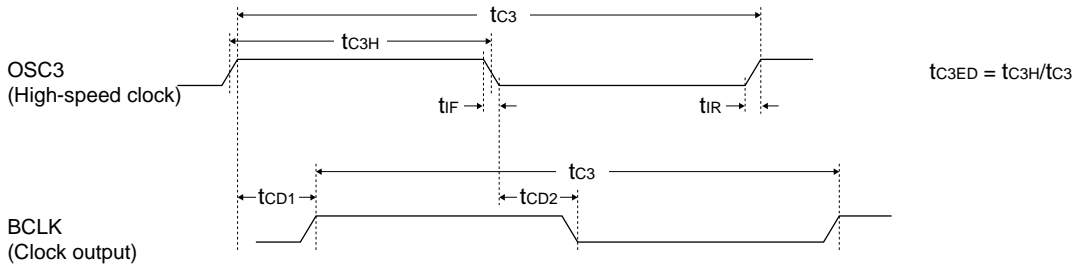 tC3
tC3H
OSC3
(High-speed clock)
tC3ED = tC3H/tC3
tIF
tIR
tC3
tCD1
tCD2
BCLK
(Clock output)